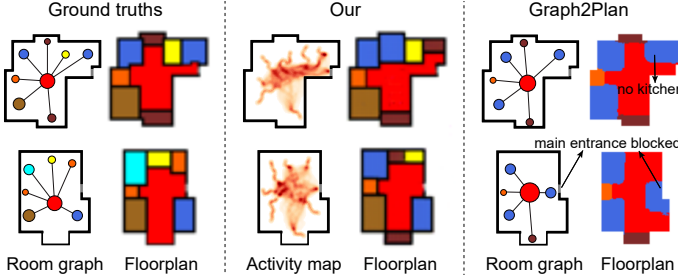 Ground truths
Our
Graph2Plan
no kitchen
main entrance blocked
Room graph
Floorplan
Activity map
Floorplan
Room graph
Floorplan